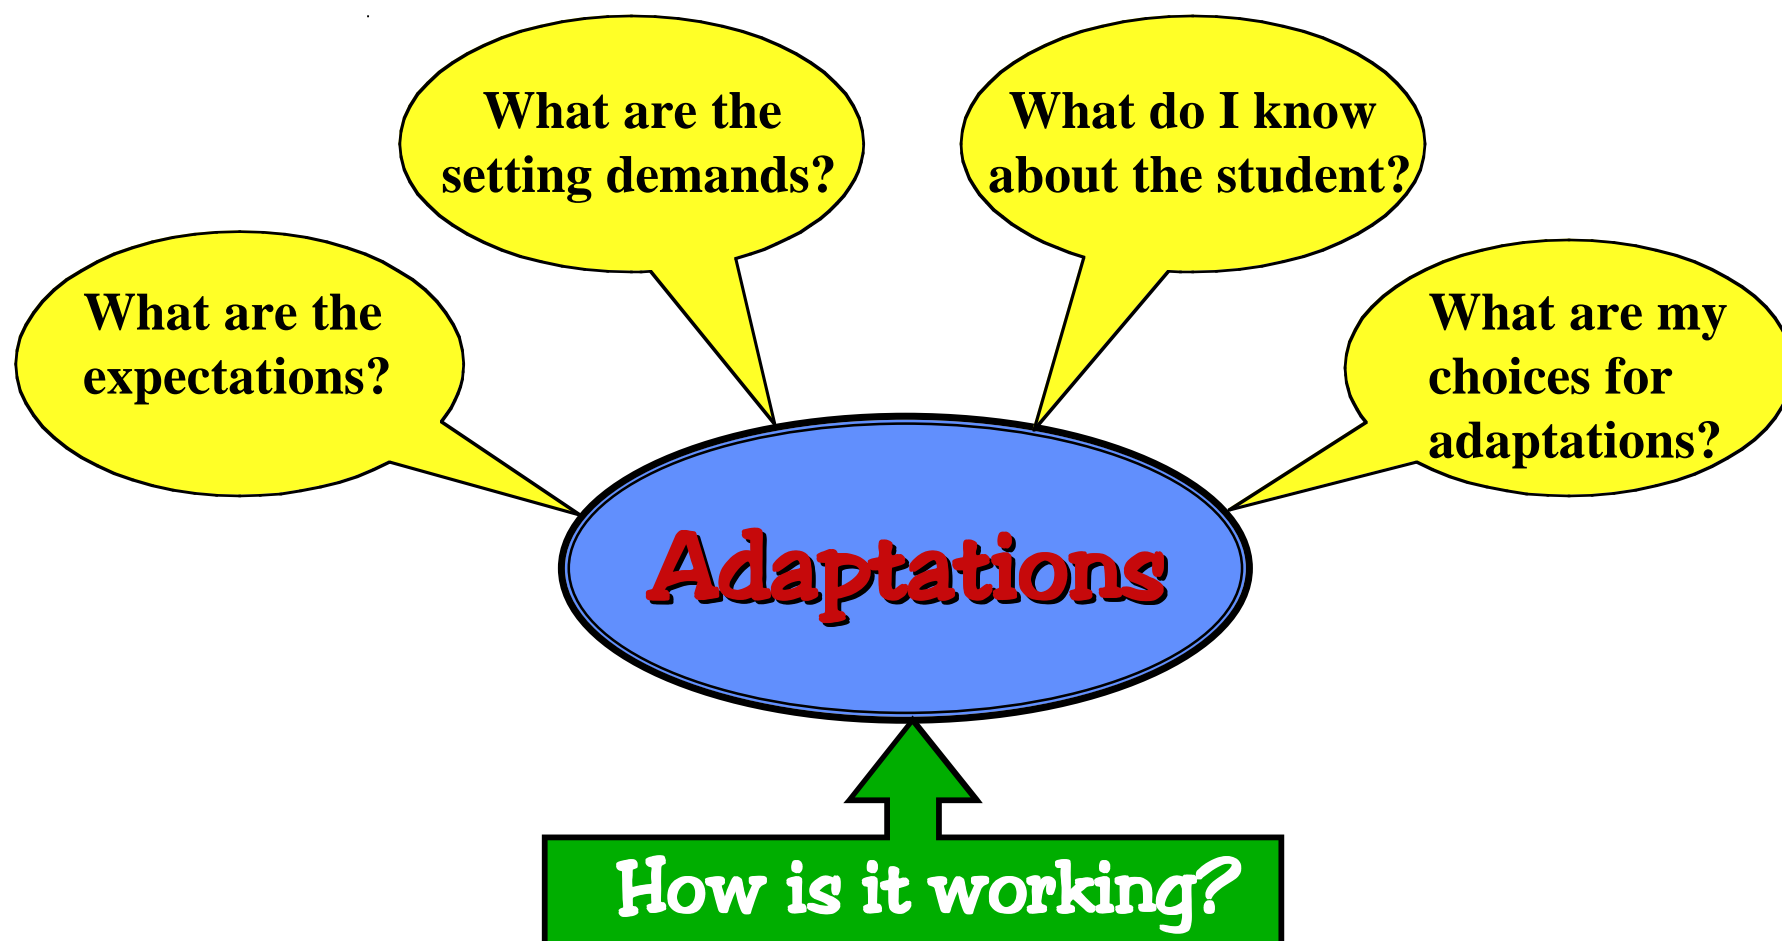 What are the
setting demands?
What do I know
about the student?
What are the
expectations?
What are my
choices for
adaptations?
Adaptations
How is it working?